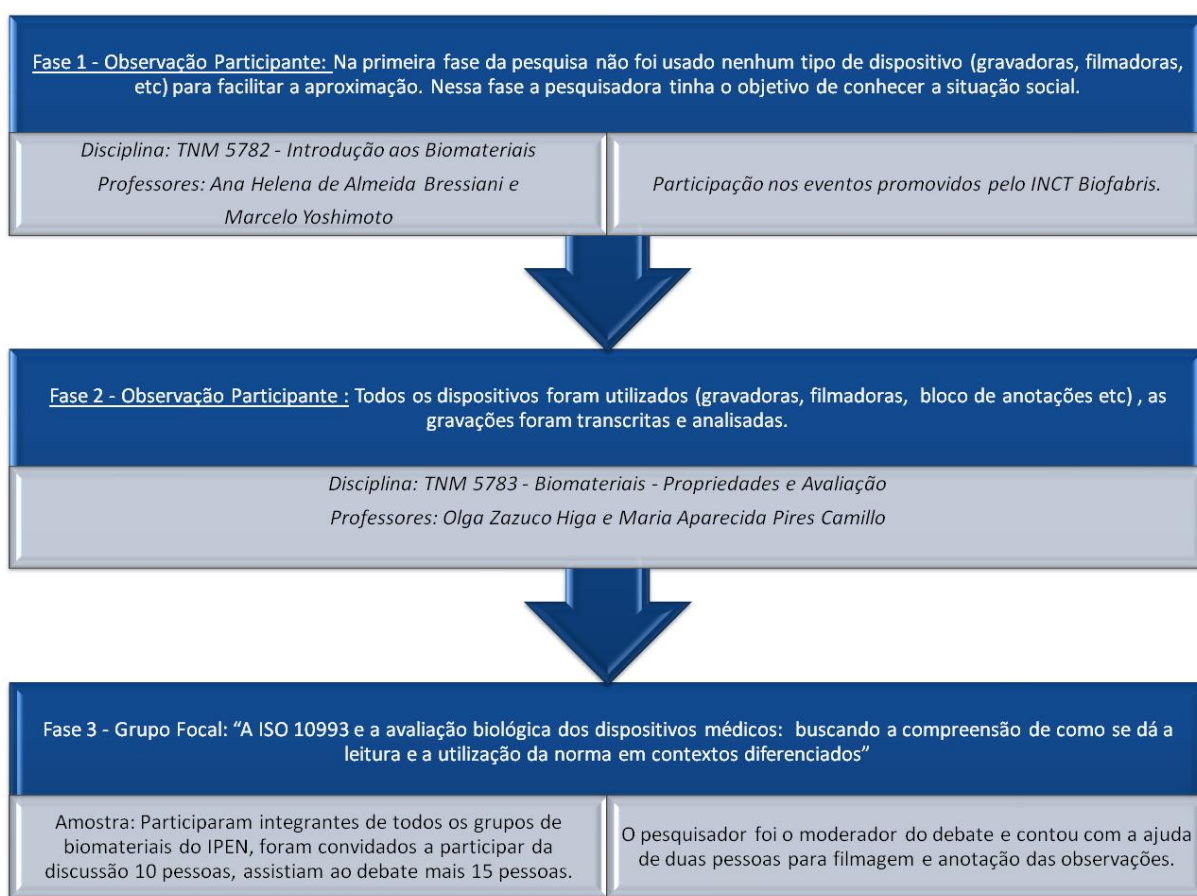 Fase 1 - Observação Participante: Na primeira fase da pesquisa não foi usado nenhum tipo de dispositivo (gravadoras, filmadoras,
etc) para facilitar a aproximação. Nessa fase a pesquisadora tinha o objetivo de conhecer a situação social.
Disciplina: TNM 5782 - Introdução aos Biomateriais
Professores: Ana Helena de Almeida Bressiani e
Marcelo Yoshimoto
Participação nos eventos promovidos pelo INCT Biofabris.
Fase 2 - Observação Participante : Todos os dispositivos foram utilizados (gravadoras, filmadoras, bloco de anotações etc) , as
gravações foram transcritas e analisadas.
Disciplina: TNM 5783 - Biomateriais - Propriedades e Avaliação
Professores: Olga Zazuco Higa e Maria Aparecida Pires Camillo
Fase 3 - Grupo Focal: “A ISO 10993 e a avaliação biológica dos dispositivos médicos: buscando a compreensão de como se dá a
leitura e a utilização da norma em contextos diferenciados”
Amostra: Participaram integrantes de todos os grupos de
biomateriais do IPEN, foram convidados a participar da
discussão 10 pessoas, assistiam ao debate mais 15 pessoas.
O pesquisador foi o moderador do debate e contou com a ajuda
de duas pessoas para filmagem e anotação das observações.